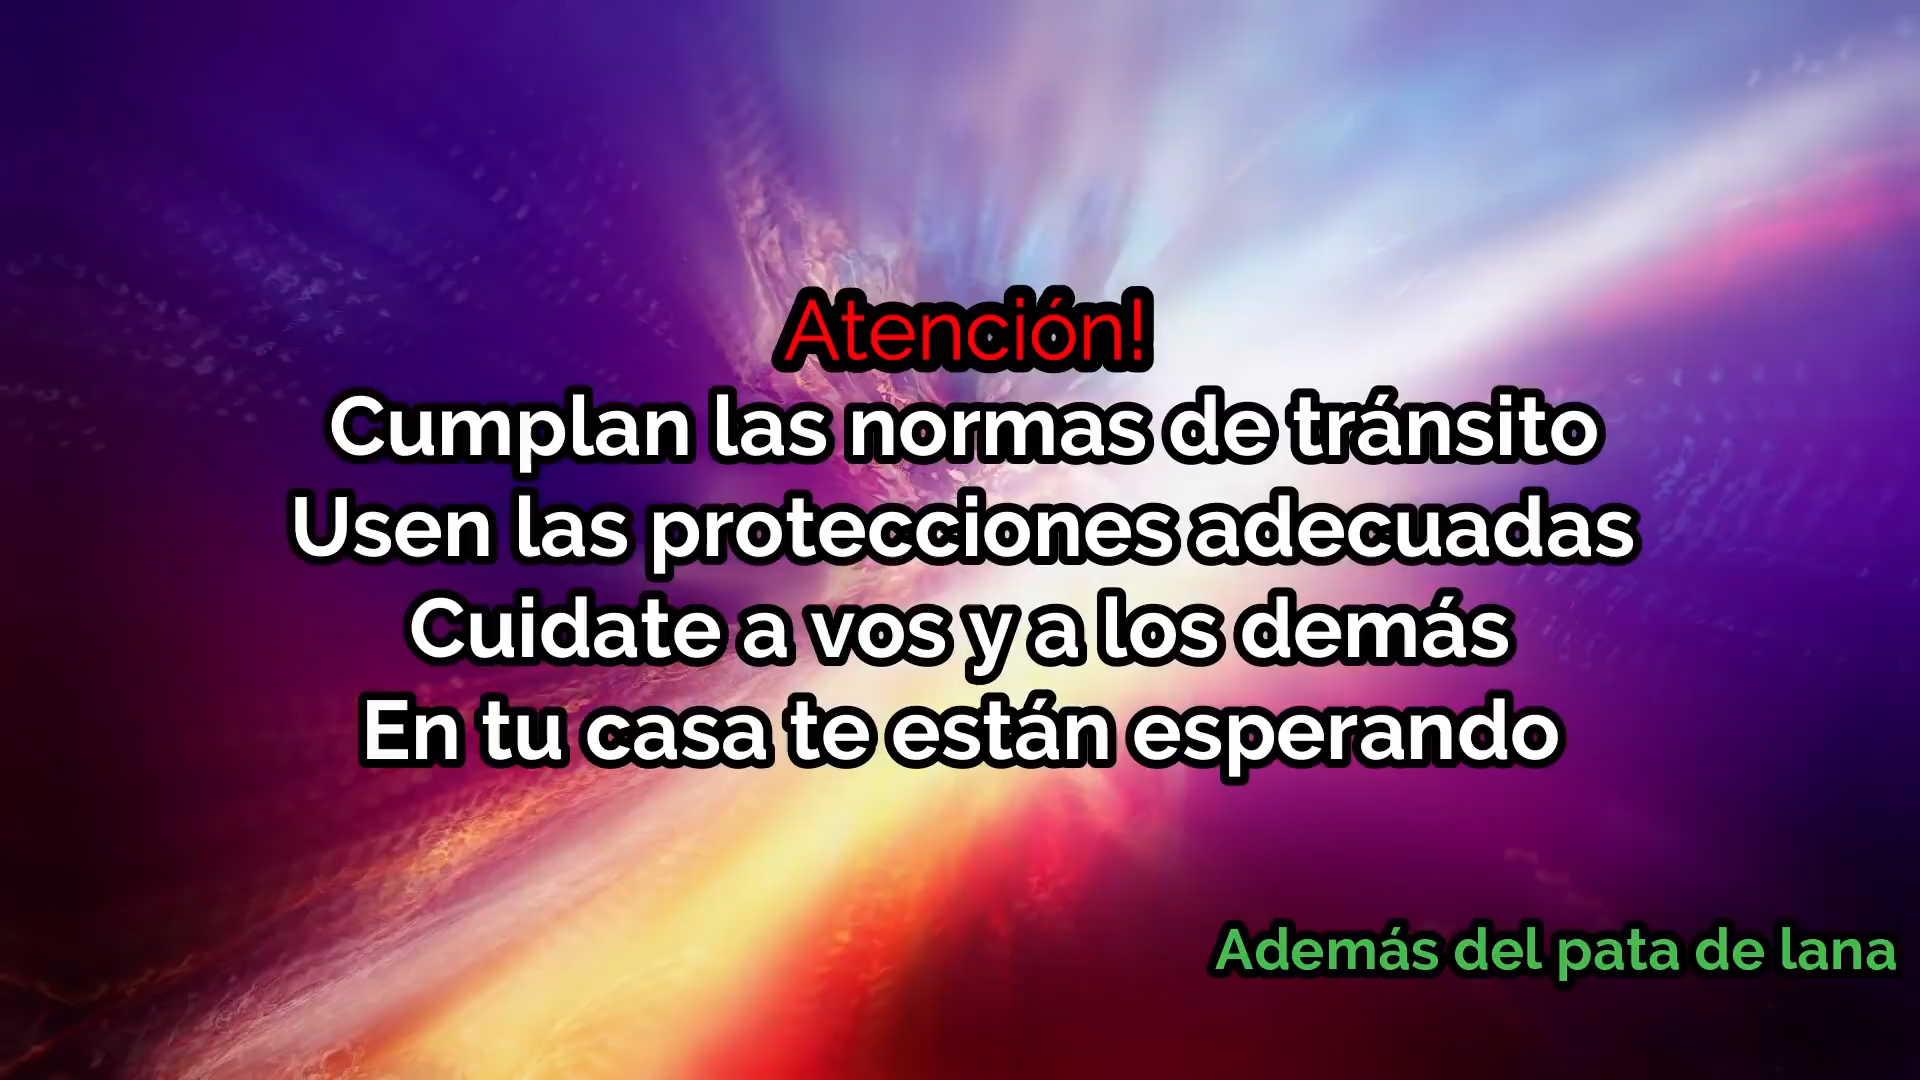 Atención!
Cumplan las normas de tránsito
Usen las protecciones adecuadas
Cuidate a vos y a los demás
En tu casa te están esperando
Además del pata de lana